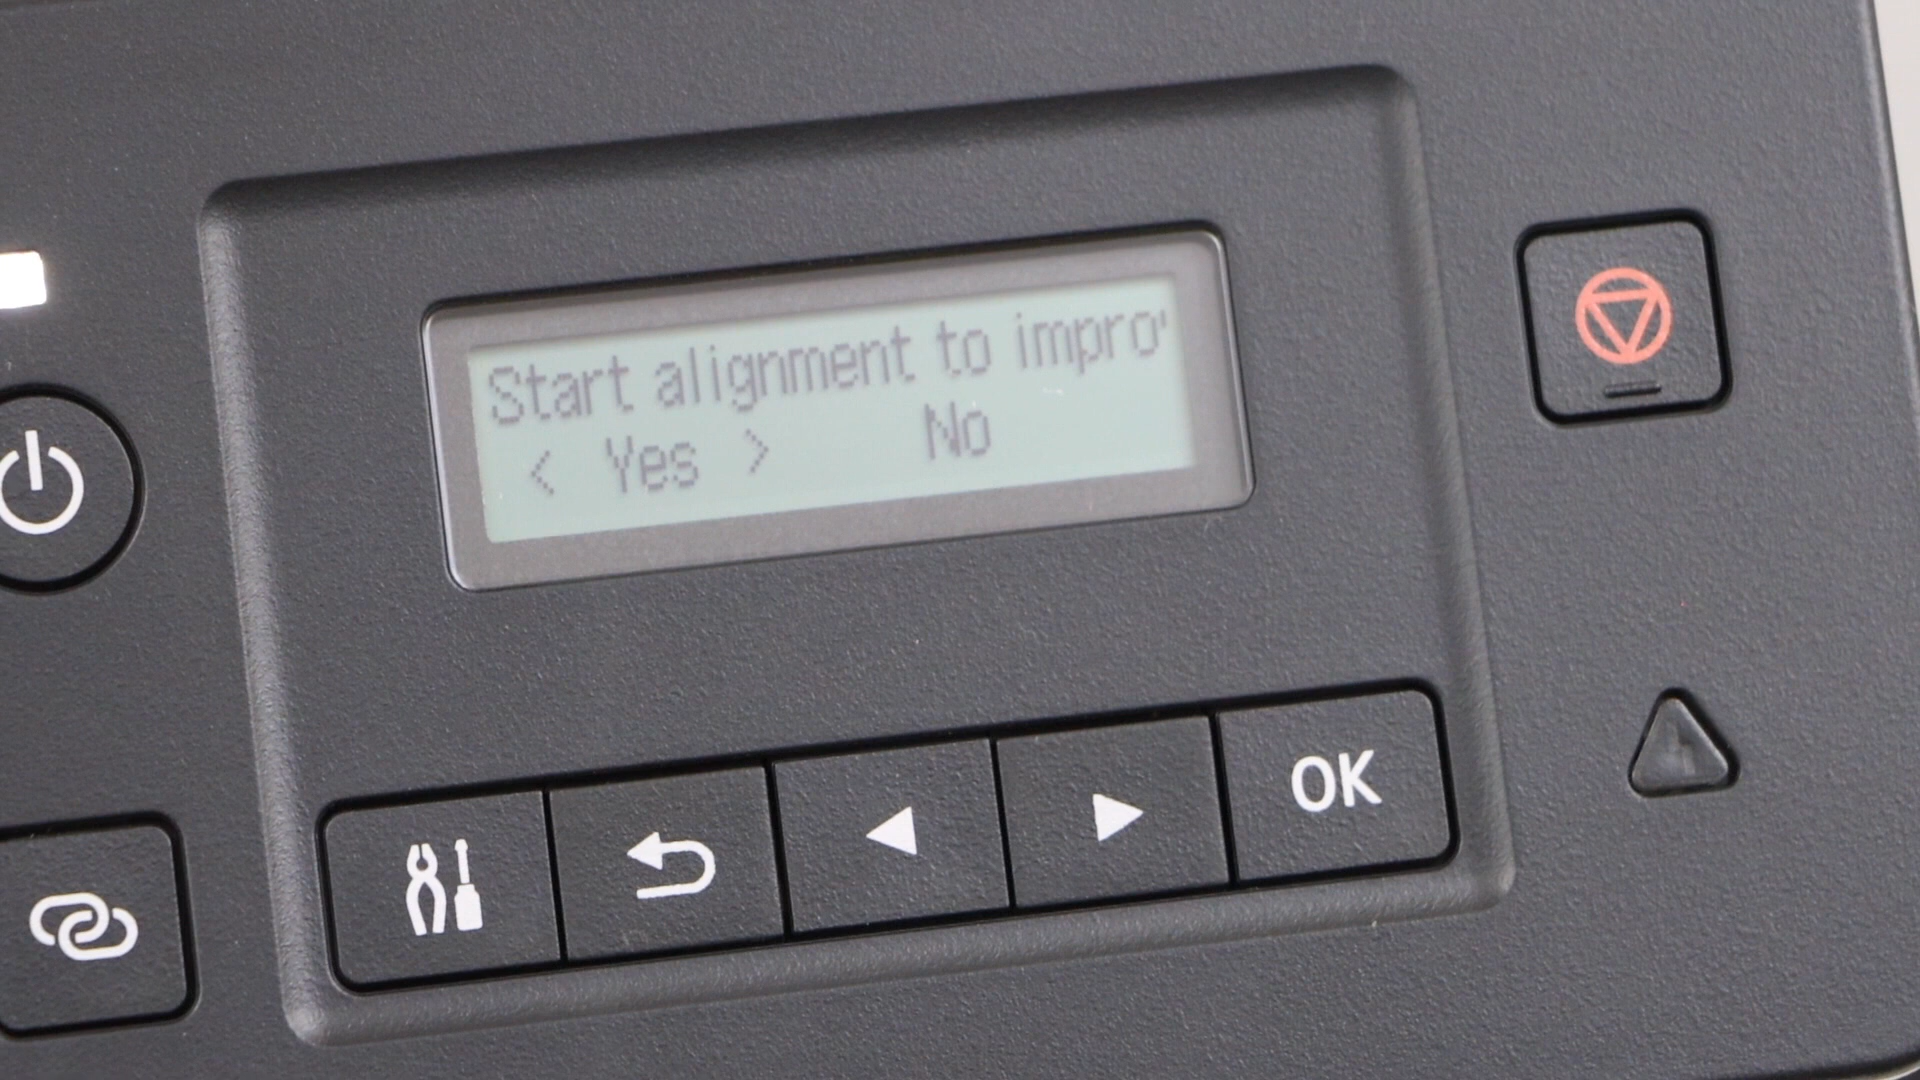 Start alignment to impro
< Yes > No
OK